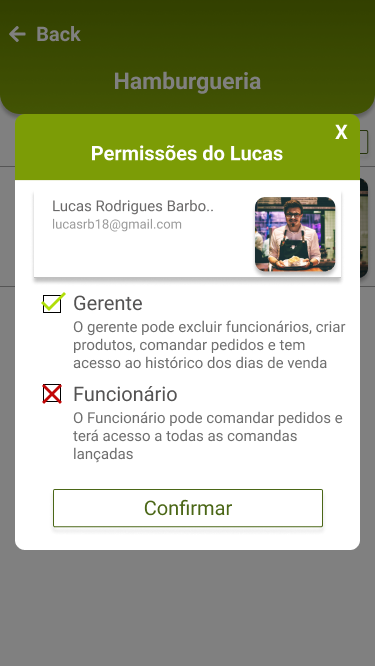 Back
Hamburgueria
X
Permissões do Lucas
Lucas Rodrigues Barbo..
lucasrb18@gmail.com
Gerente
O gerente pode excluir funcionários, criar
produtos, comandar pedidos e tem
acesso ao histórico dos dias de venda
Funcionário
O Funcionário pode comandar pedidos e
terá acesso a todas as comandas
lançadas
Confirmar